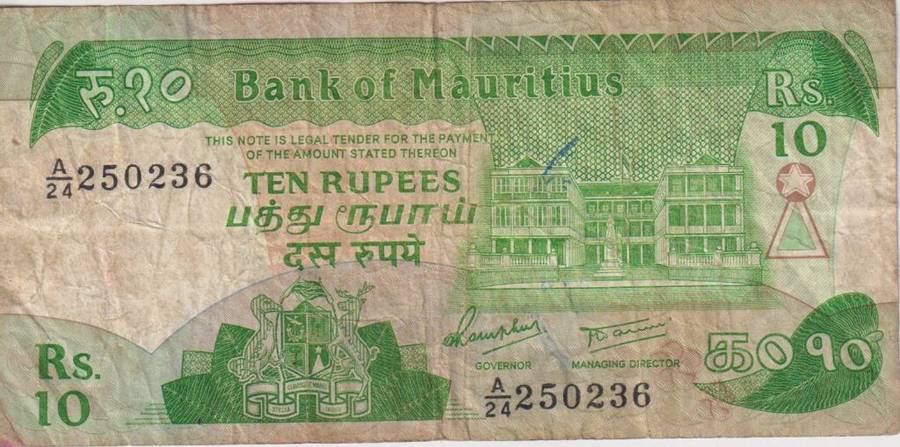 रु.१०
Bank of Mauritius
Rs.
10
THIS NOTE IS LEGAL TENDER FOR THE PAYMENT
OF THE AMOUNT STATED THEREON
A/24 250236
TEN RUPEES
பத்து ரூபாய்
दस रुपये
Rs.
10
GOVERNOR
MANAGING DIRECTOR
A/24 250236